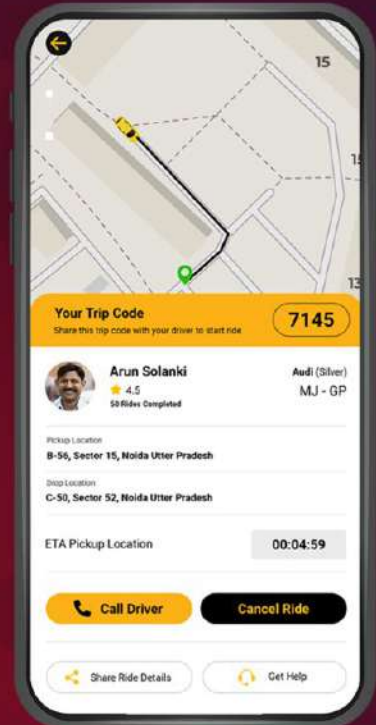 15
15
13
Your Trip Code
Share this trip code with your driver to start ride
7145
Arun Solanki
4.5
50 Rides Completed
Audi (Silver)
MJ - GP
Pickup Location
B-56, Sector 15, Noida Utter Pradesh
Drop Location
C-50, Sector 52, Noida Utter Pradesh
ETA Pickup Location
00:04:59
Call Driver
Cancel Ride
Share Ride Details
Get Help